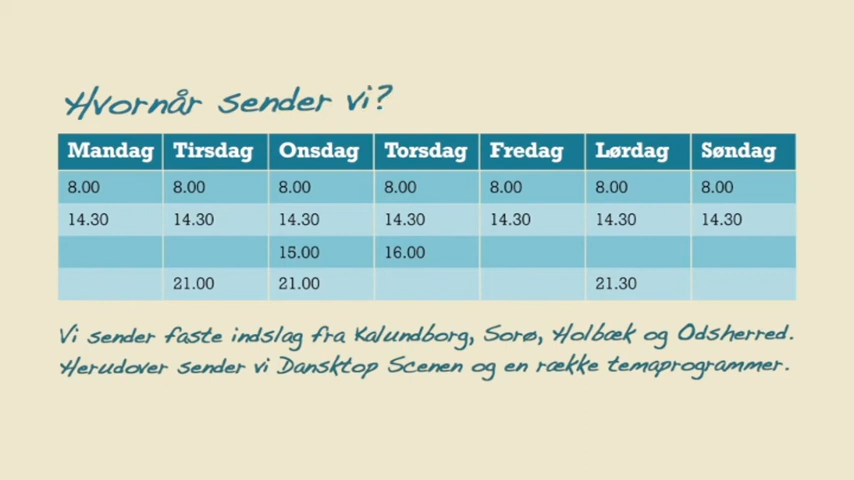 Hvornår sender vi?
Mandag Tirsdag Onsdag Torsdag Fredag Lørdag Søndag
8.00 8.00 8.00 8.00 8.00 8.00 8.00
14.30 14.30 14.30 14.30 14.30 14.30 14.30
15.00 16.00
21.00 21.00 21.30
Vi sender faste indslag fra Kalundborg, Sorø, Holbæk og Odsherred.
Herudover sender vi Dansktop Scenen og en række temaprogrammer.